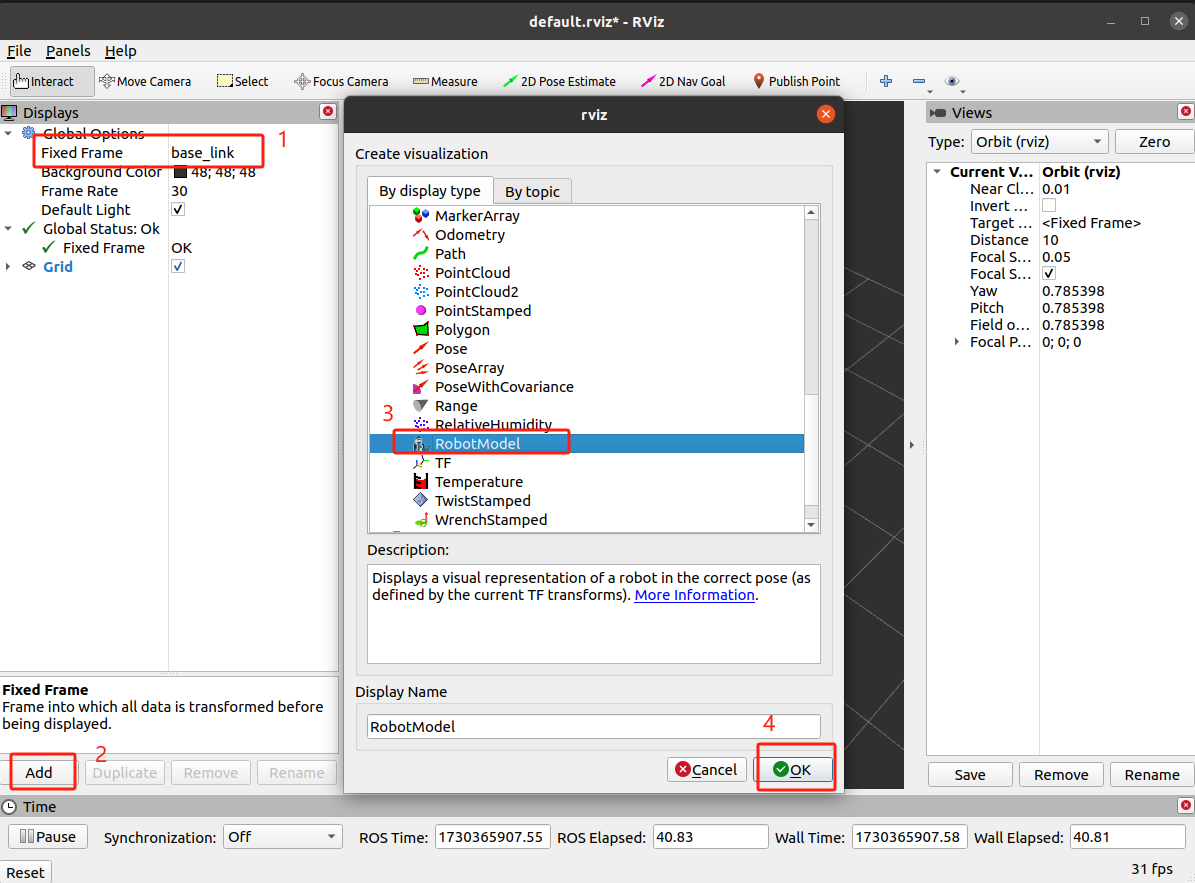 default.rviz* - RViz
File Panels Help
Interact Move Camera Select Focus Camera Measure 2D Pose Estimate 2D Nav Goal Publish Point
Displays
Global Options
Fixed Frame base_link
1
Background Color 48; 48; 48
Frame Rate 30
Default Light
Global Status: Ok
Fixed Frame OK
Grid
Fixed Frame
Frame into which all data is transformed before
being displayed.
2
Add Duplicate Remove Rename
rviz
Create visualization
By display type By topic
MarkerArray
Odometry
Path
PointCloud
PointCloud2
PointStamped
Polygon
Pose
PoseArray
PoseWithCovariance
Range
3
RelativeHumidity
RobotModel
TF
Temperature
TwistStamped
WrenchStamped
Description:
Displays a visual representation of a robot in the correct pose (as
defined by the current TF transforms). More Information.
Display Name
RobotModel
4
Cancel OK
Views
Type: Orbit (rviz) Zero
Current V... Orbit (rviz)
Near Cl... 0.01
Invert ...
Target ... <Fixed Frame>
Distance 10
Focal S... 0.05
Focal S...
Yaw 0.785398
Pitch 0.785398
Field o... 0.785398
Focal P... 0; 0; 0
Save Remove Rename
Time
Pause Synchronization: Off ROS Time: 1730365907.55 ROS Elapsed: 40.83 Wall Time: 1730365907.58 Wall Elapsed: 40.81
Reset 31 fps